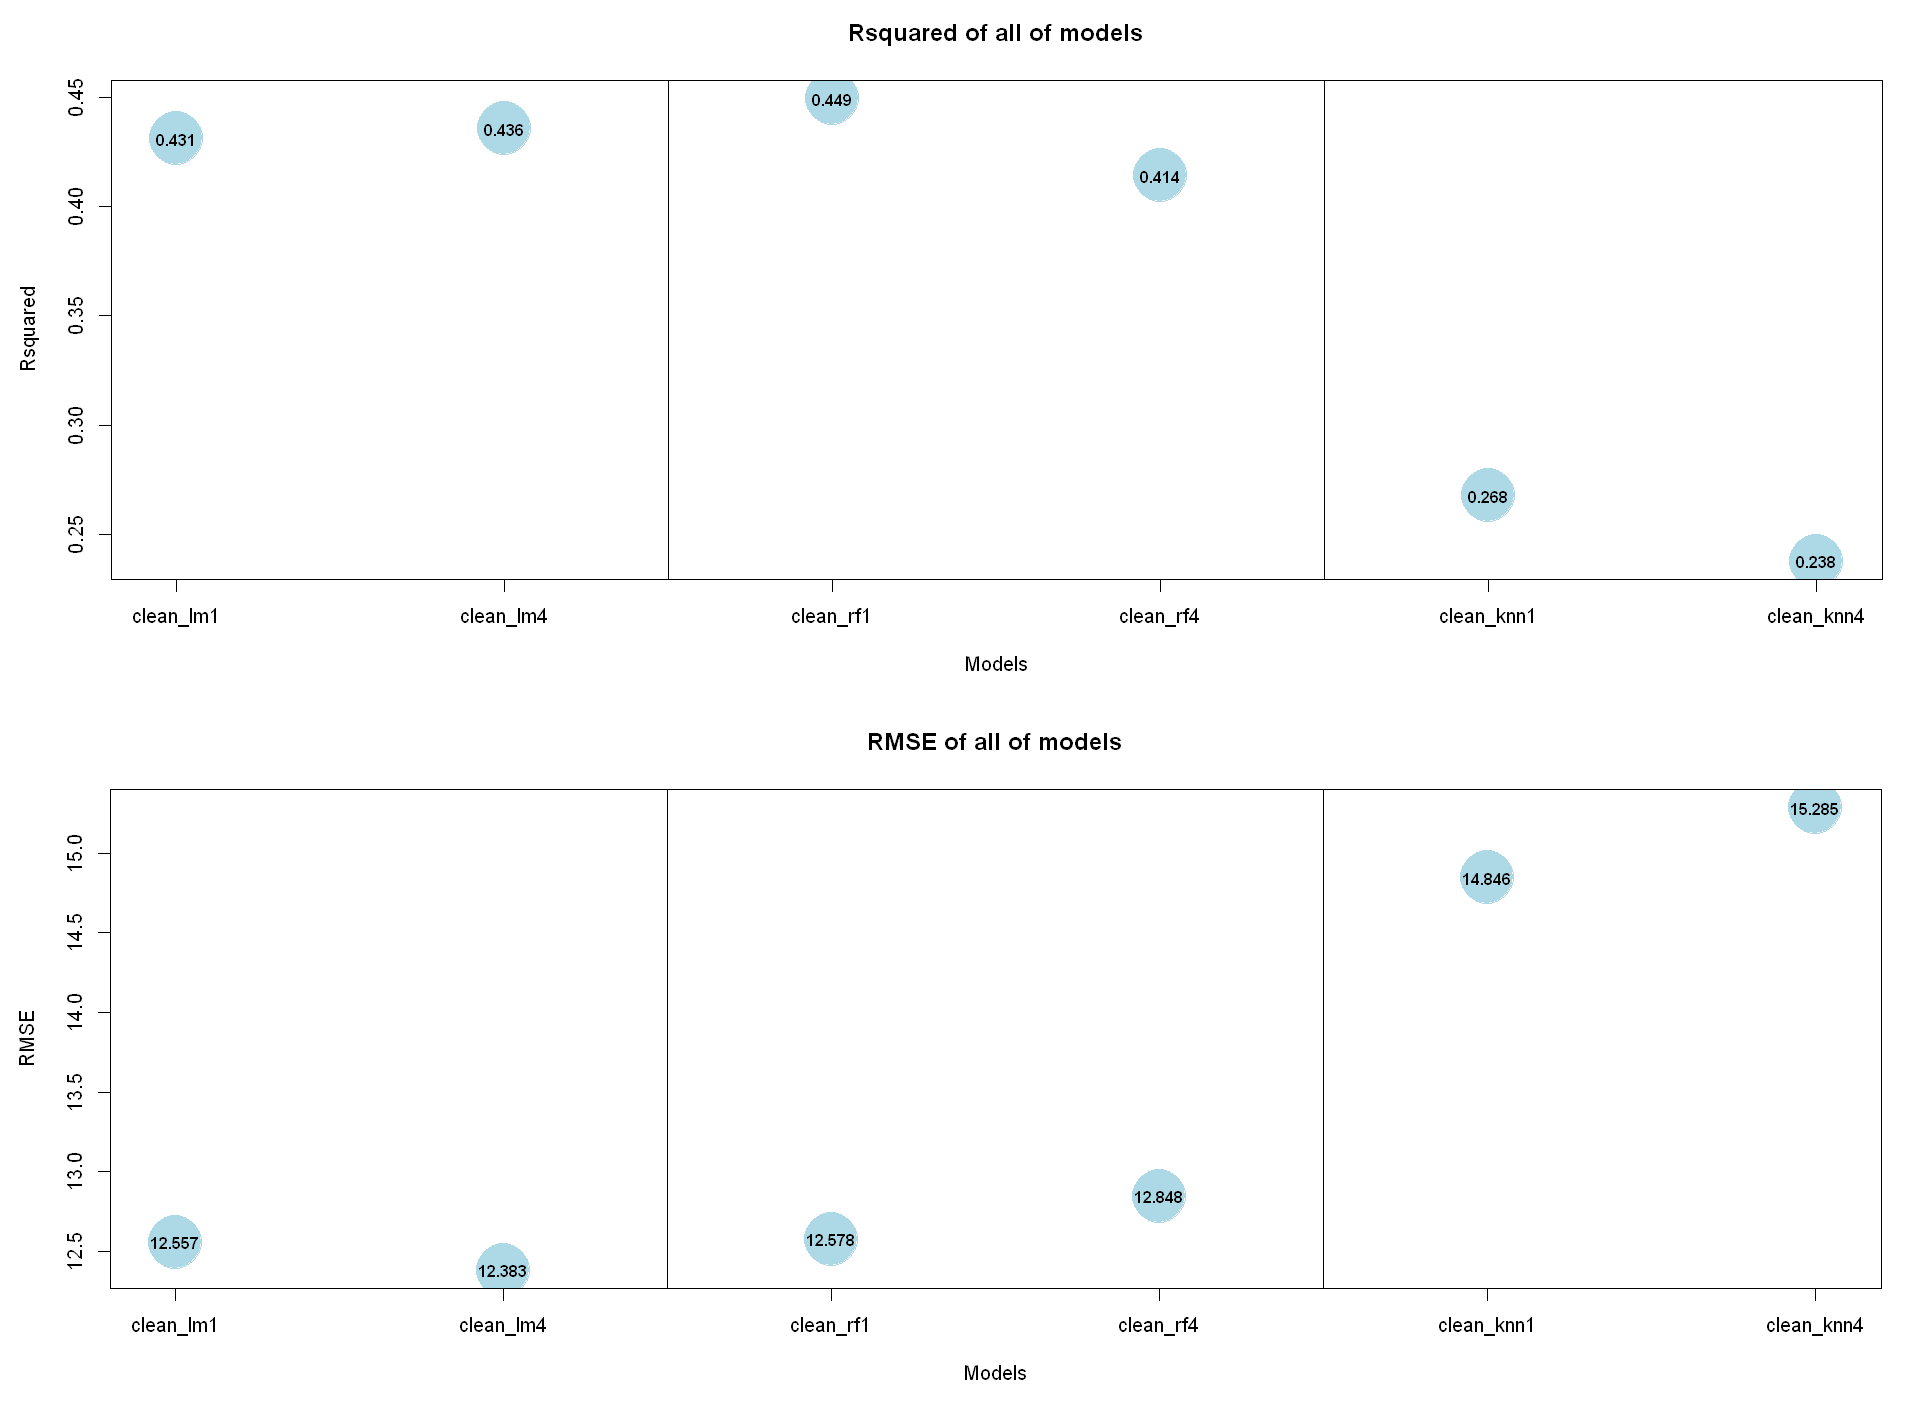 Rsquared of all of models
0.45
0.40
0.35
0.30
0.25
Rsquared
0.431
0.436
0.449
0.414
0.268
0.238
clean_lm1
clean_lm4
clean_rf1
clean_rf4
clean_knn1
clean_knn4
Models
RMSE of all of models
15.0
14.5
14.0
13.5
13.0
12.5
RMSE
12.557
12.383
12.578
12.848
14.846
15.285
clean_lm1
clean_lm4
clean_rf1
clean_rf4
clean_knn1
clean_knn4
Models